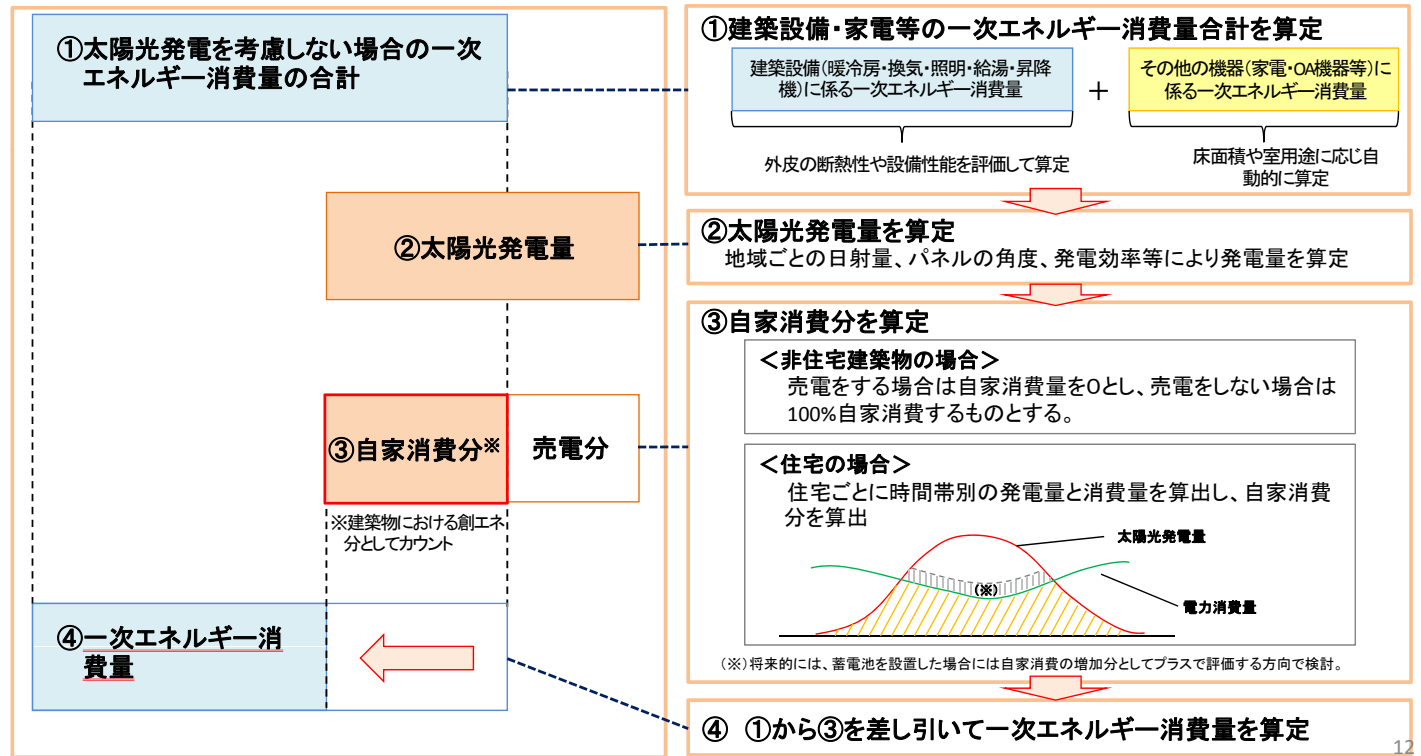 ①太陽光発電を考慮しない場合の一次
エネルギー消費量の合計
②太陽光発電量
③自家消費分※
売電分
※建築物における創エネ
分としてカウント
④一次エネルギー消
費量
①建築設備・家電等の一次エネルギー消費量合計を算定
建築設備(暖冷房・換気・照明・給湯・昇降
機)に係る一次エネルギー消費量
+
その他の機器(家電・OA機器等)に
係る一次エネルギー消費量
外皮の断熱性や設備性能を評価して算定
床面積や室用途に応じ自
動的に算定
②太陽光発電量を算定
地域ごとの日射量、パネルの角度、発電効率等により発電量を算定
③自家消費分を算定
<非住宅建築物の場合>
売電をする場合は自家消費量を0とし、売電をしない場合は
100%自家消費するものとする。
<住宅の場合>
住宅ごとに時間帯別の発電量と消費量を算出し、自家消費
分を算出
太陽光発電量
(※)
電力消費量
(※)将来的には、蓄電池を設置した場合には自家消費の増加分としてプラスで評価する方向で検討。
④ ①から③を差し引いて一次エネルギー消費量を算定
12